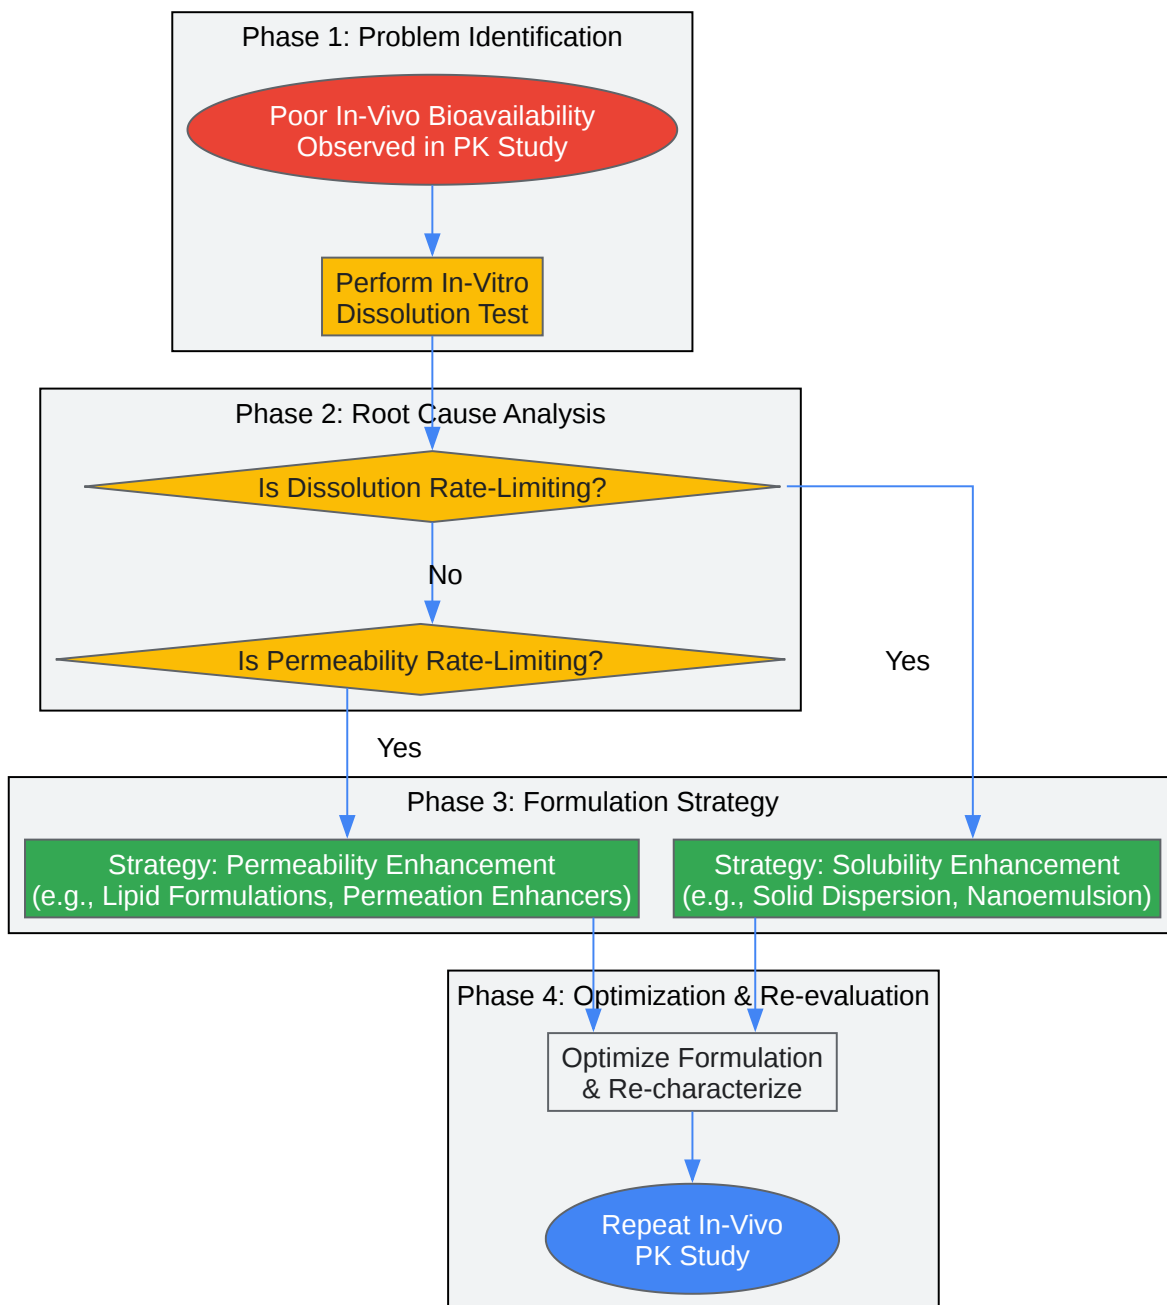 Phase 1: Problem Identification
Poor In-Vivo Bioavailability
Observed in PK Study
Perform In-Vitro
Dissolution Test
Phase 2: Root Cause Analysis
Is Dissolution Rate-Limiting?
No
Is Permeability Rate-Limiting?
Yes
Yes
Phase 3: Formulation Strategy
Strategy: Permeability Enhancement
(e.g., Lipid Formulations, Permeation Enhancers)
Strategy: Solubility Enhancement
(e.g., Solid Dispersion, Nanoemulsion)
Phase 4: Optimization & Re-evaluation
Optimize Formulation
& Re-characterize
Repeat In-Vivo
PK Study